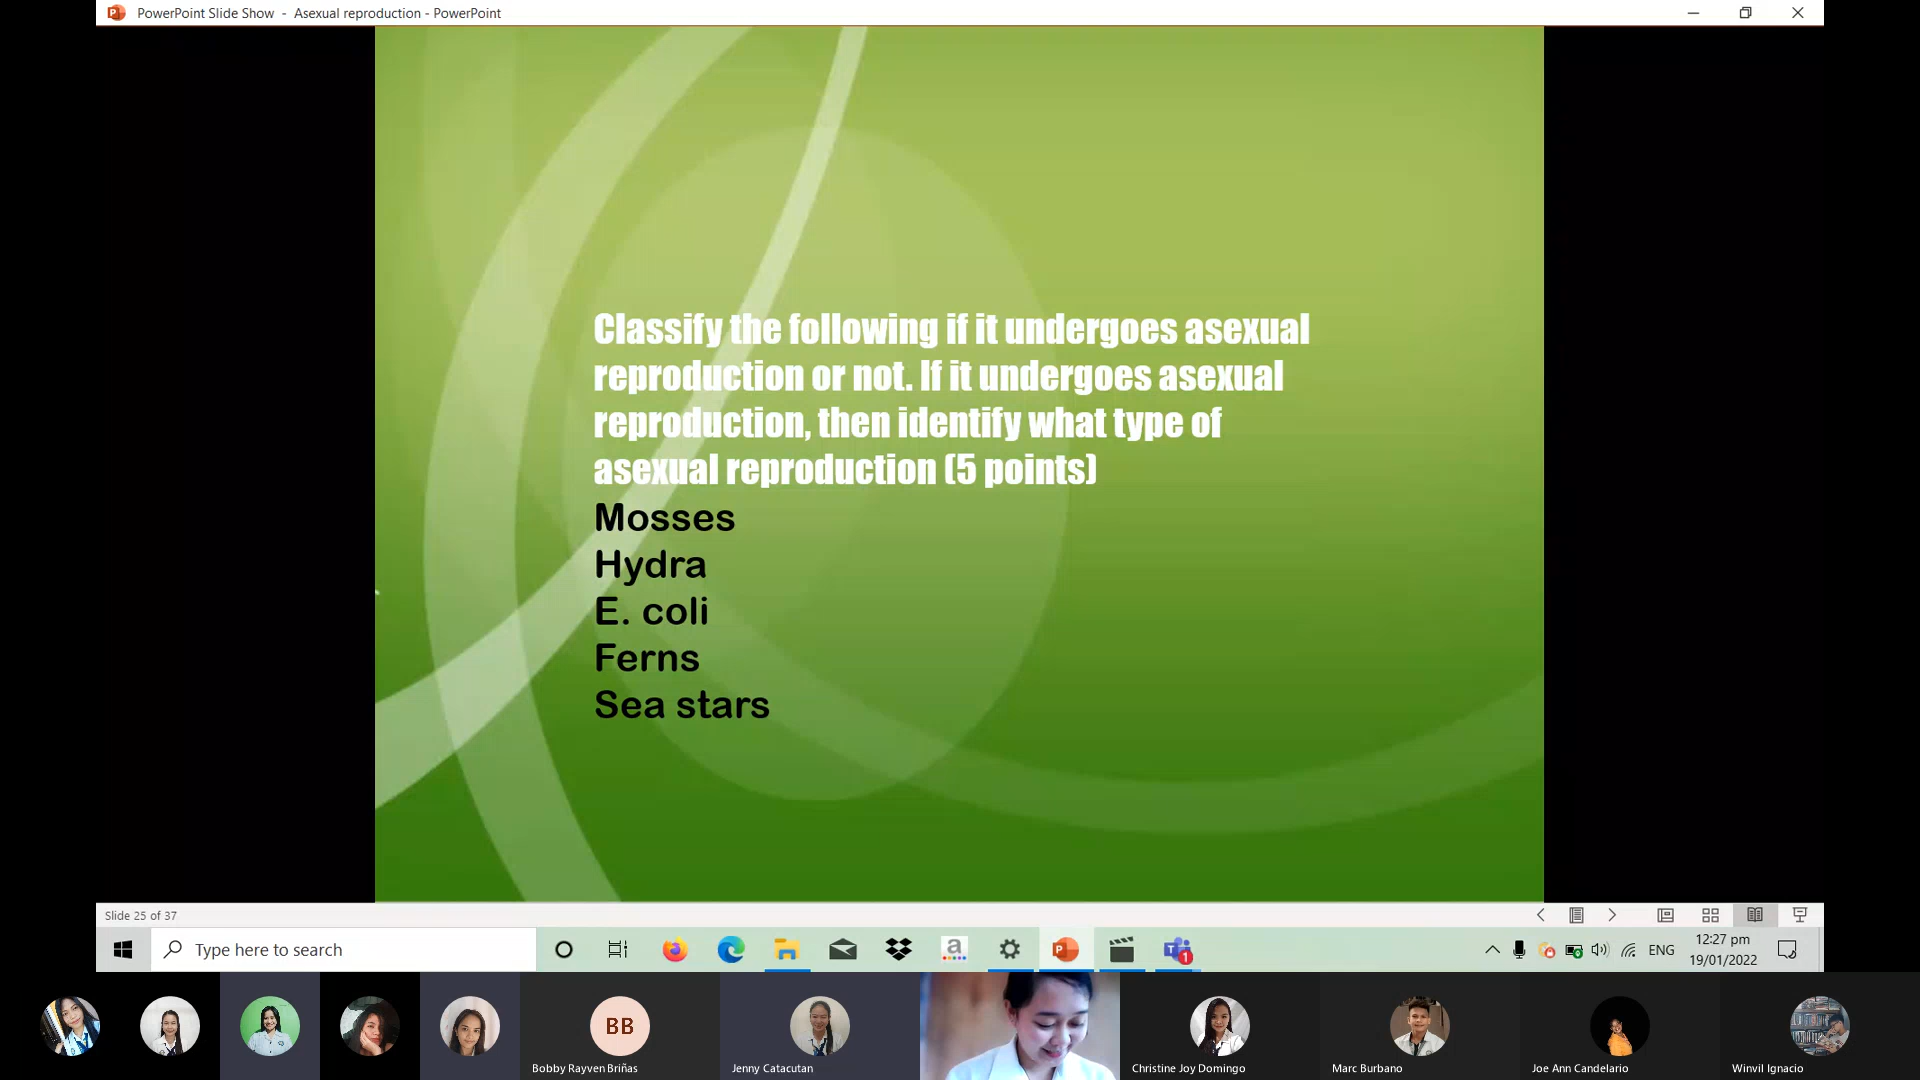 PowerPoint Slide Show - Asexual reproduction - PowerPoint
Classify the following if it undergoes asexual
reproduction or not. If it undergoes asexual
reproduction, then identify what type of
asexual reproduction (5 points)
Mosses
Hydra
E. coli
Ferns
Sea stars
Slide 25 of 37
Type here to search
a
1
ENG
12:27 pm
19/01/2022
BB
Bobby Rayven Briñas
Jenny Catacutan
Christine Joy Domingo
Marc Burbano
Joe Ann Candelario
Winvil Ignacio